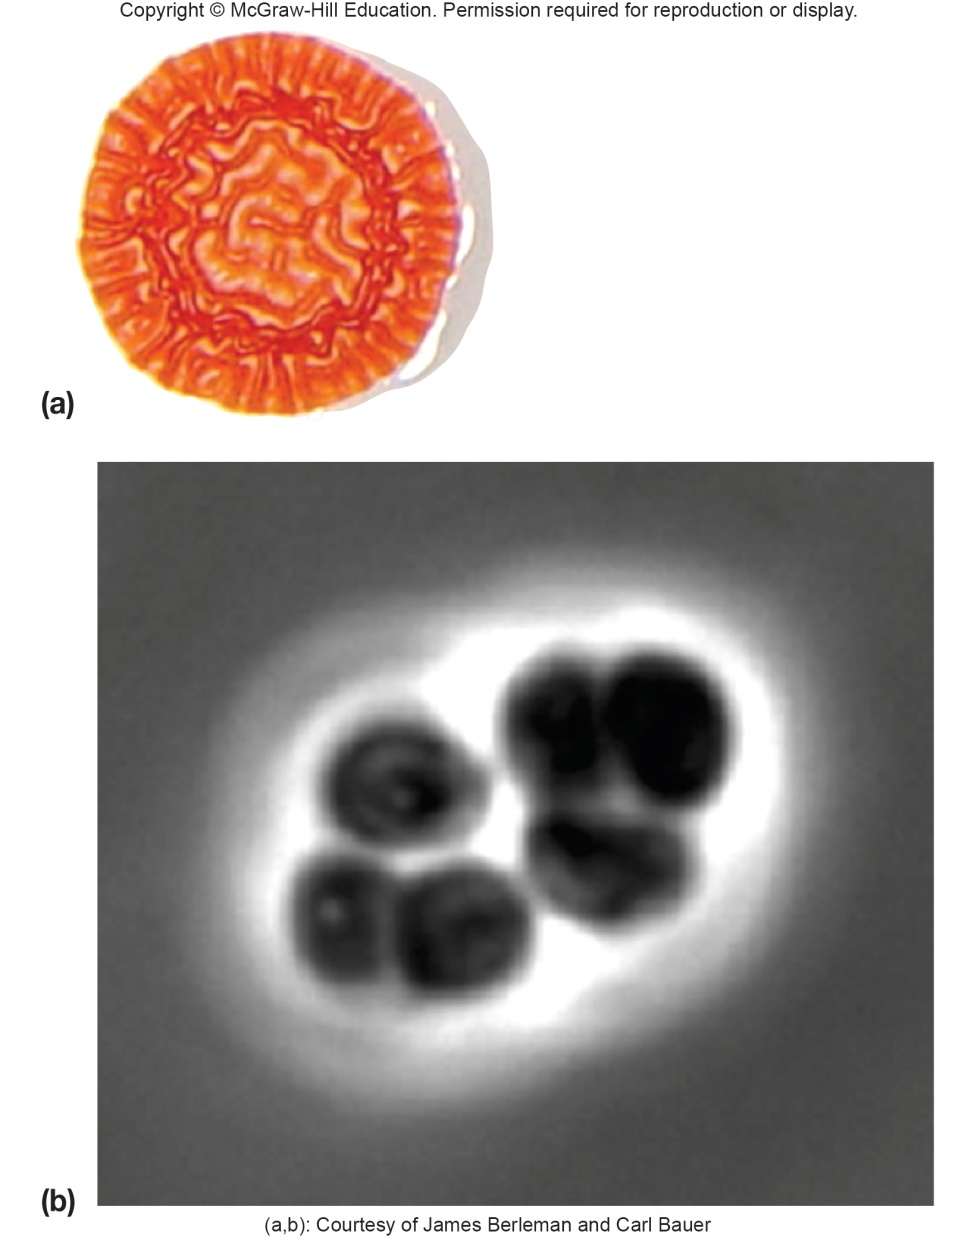 Copyright © McGraw-Hill Education. Permission required for reproduction or display.
(a)
(b)
(a,b): Courtesy of James Berleman and Carl Bauer